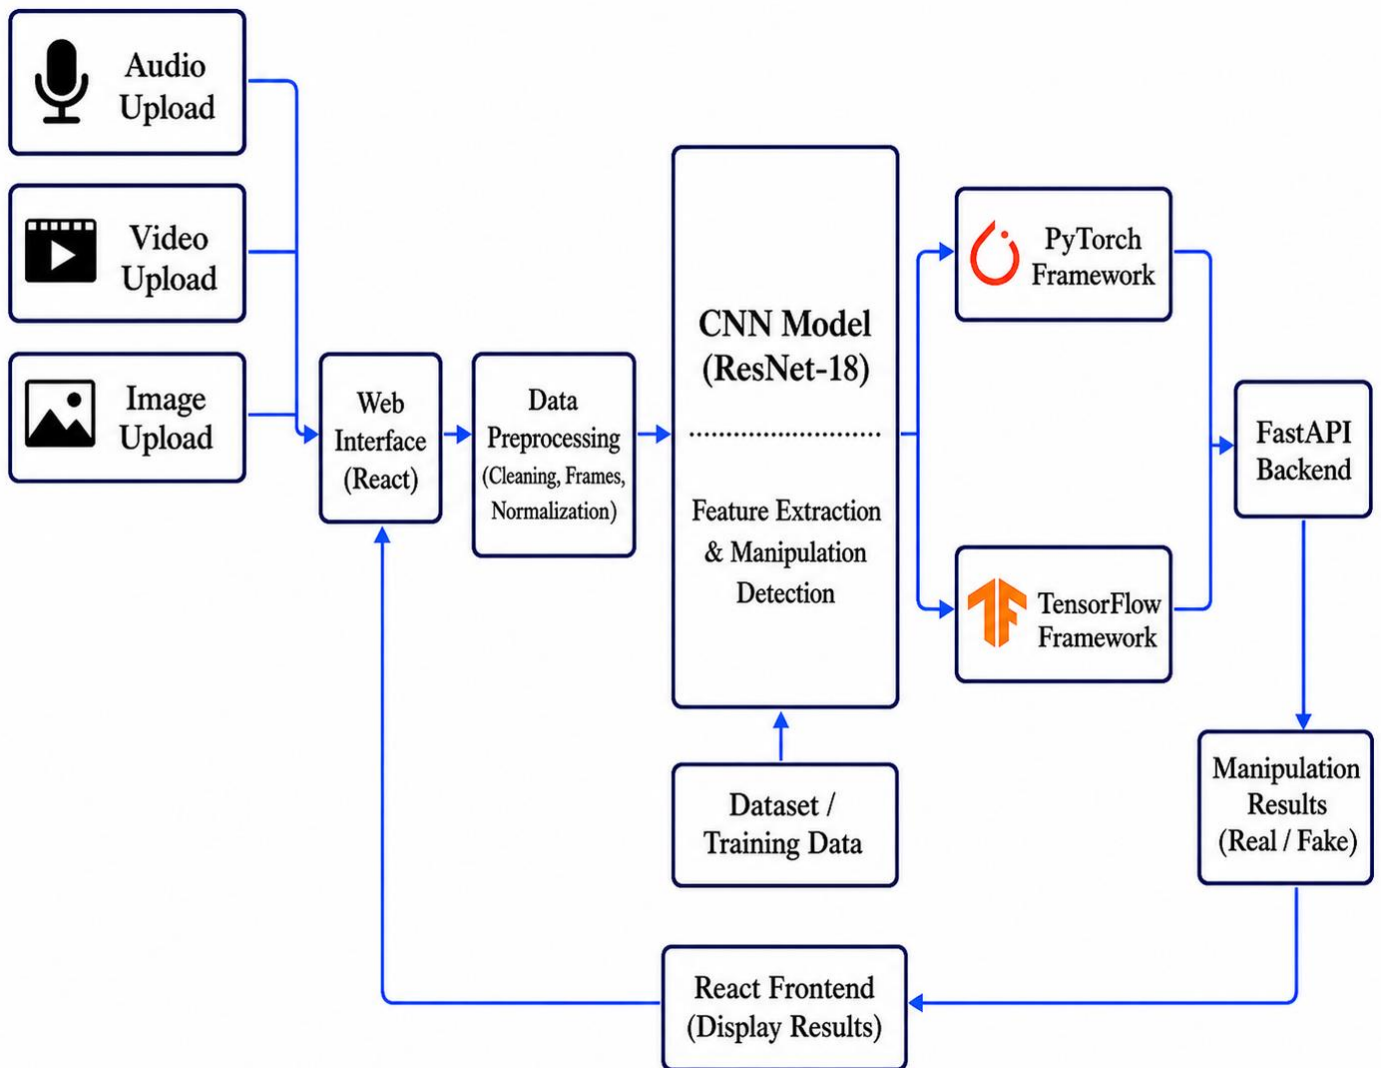 Audio
Upload
Video
Upload
Image
Upload
Web
Interface
(React)
Data
Preprocessing
(Cleaning, Frames,
Normalization)
CNN Model
(ResNet-18)
Feature Extraction
& Manipulation
Detection
Dataset /
Training Data
PyTorch
Framework
TensorFlow
Framework
FastAPI
Backend
Manipulation
Results
(Real / Fake)
React Frontend
(Display Results)